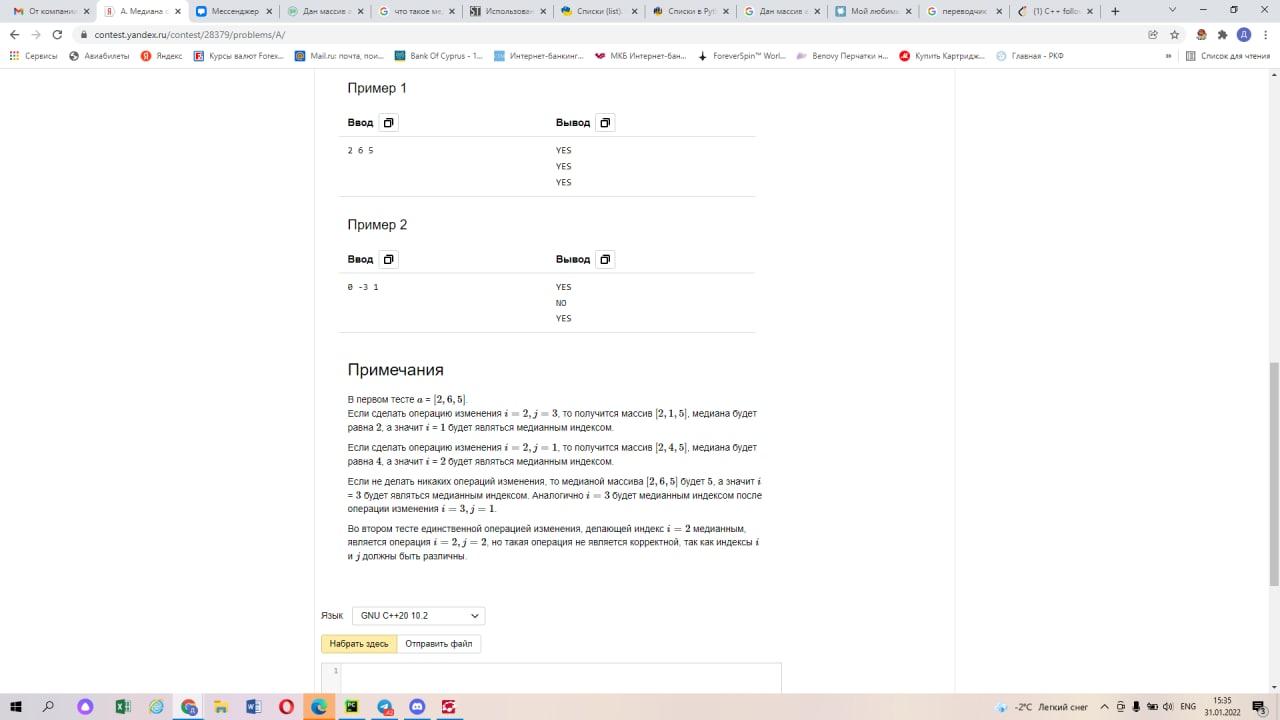 От компани
А. Медиана с
Мессенджер
Дан массив а
что такое ме
Использован
Списки (list).
Списки в Pyt
Дан массив а
Мой любимы
переводчик
(1) C++ follo
contest.yandex.ru/contest/28379/problems/A/
Сервисы Авиабилеты Яндекс Курсы валют Forex... Mail.ru: почта, пои... Bank Of Cyprus - 1... Интернет-банкинг... МКБ Интернет-бан... ForeverSpin™ Worl... Benovy Перчатки н... Купить Картридж... Главная - РКФ » Список для чтения
Пример 1
Ввод Вывод
2 6 5 YES
YES
YES
Пример 2
Ввод Вывод
0 -3 1 YES
NO
YES
Примечания
В первом тесте a = [2, 6, 5].
Если сделать операцию изменения i = 2, j = 3, то получится массив [2, 1, 5], медиана будет
равна 2, а значит i = 1 будет являться медианным индексом.
Если сделать операцию изменения i = 2, j = 1, то получится массив [2, 4, 5], медиана будет
равна 4, а значит i = 2 будет являться медианным индексом.
Если не делать никаких операций изменения, то медианой массива [2, 6, 5] будет 5, а значит i
= 3 будет являться медианным индексом. Аналогично i = 3 будет медианным индексом после
операции изменения i = 3, j = 1.
Во втором тесте единственной операцией изменения, делающей индекс i = 2 медианным,
является операция i = 2, j = 2, но такая операция не является корректной, так как индексы i
и j должны быть различны.
Язык GNU C++20 10.2
Набрать здесь Отправить файл
1
-2°C Легкий снег ENG 15:35
31.01.2022